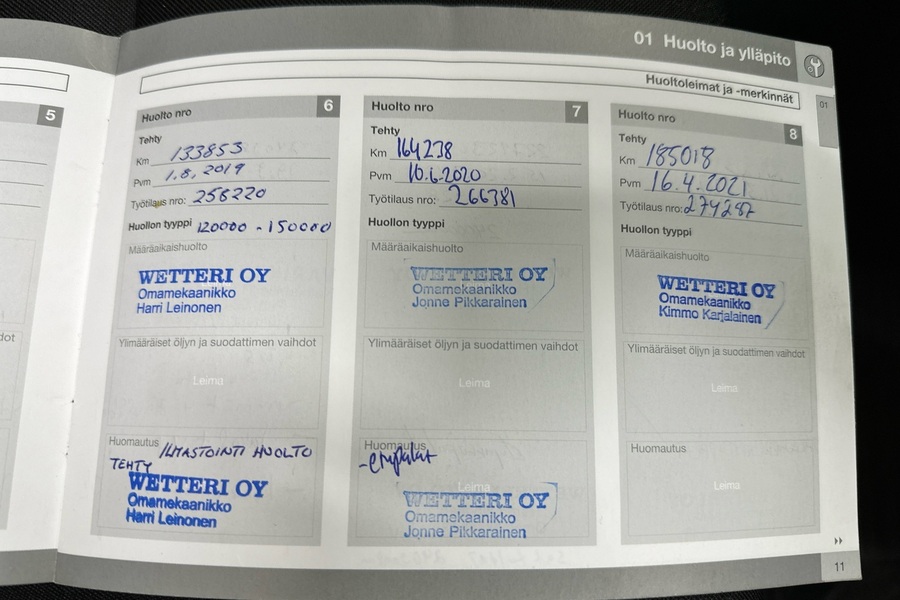 01 Huolto ja ylläpito
Huoltoleimat ja -merkinnät
01
5
Huolto nro 6
Tehty
Km 133853
Pvm 1.8.2019
Työtilaus nro: 258220
Huollon tyyppi 120000 - 150000
Määräaikaishuolto
WETTERI OY
Omamekaanikko
Harri Leinonen
Ylimääräiset öljyn ja suodattimen vaihdot
Leima
Huomautus ILMASTOINTI HUOLTO
TEHTY
WETTERI OY
Omamekaanikko
Harri Leinonen
Huolto nro 7
Tehty
Km 164238
Pvm 10.6.2020
Työtilaus nro: 266381
Huollon tyyppi
Määräaikaishuolto
WETTERI OY
Omamekaanikko
Jonne Pikkarainen
Ylimääräiset öljyn ja suodattimen vaihdot
Leima
Huomautus
Leima
WETTERI OY
Omamekaanikko
Jonne Pikkarainen
Huolto nro 8
Tehty
Km 185018
Pvm 16.4.2021
Työtilaus nro: 274287
Huollon tyyppi
Määräaikaishuolto
WETTERI OY
Omamekaanikko
Kimmo Karjalainen
Ylimääräiset öljyn ja suodattimen vaihdot
Leima
Huomautus
Leima
11